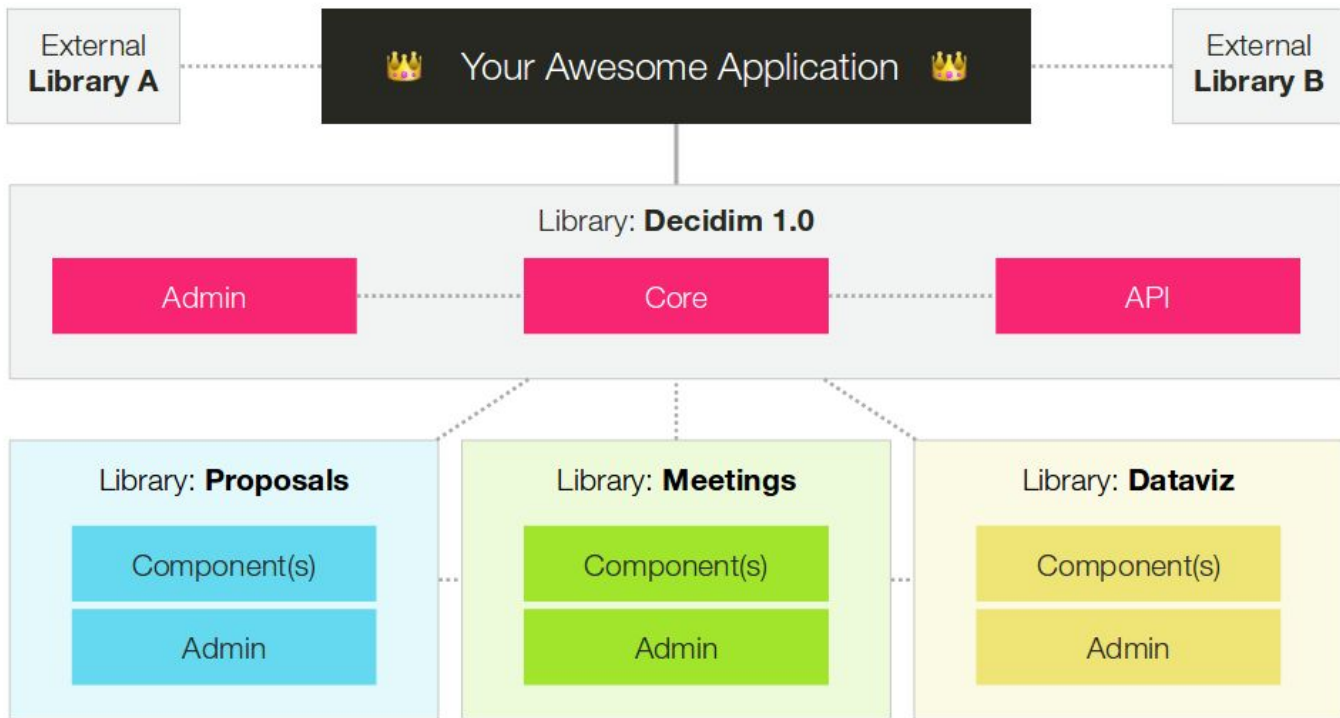 External
Library A
👑 Your Awesome Application 👑
External
Library B
Library: Decidim 1.0
Admin
Core
API
Library: Proposals
Component(s)
Admin
Library: Meetings
Component(s)
Admin
Library: Dataviz
Component(s)
Admin